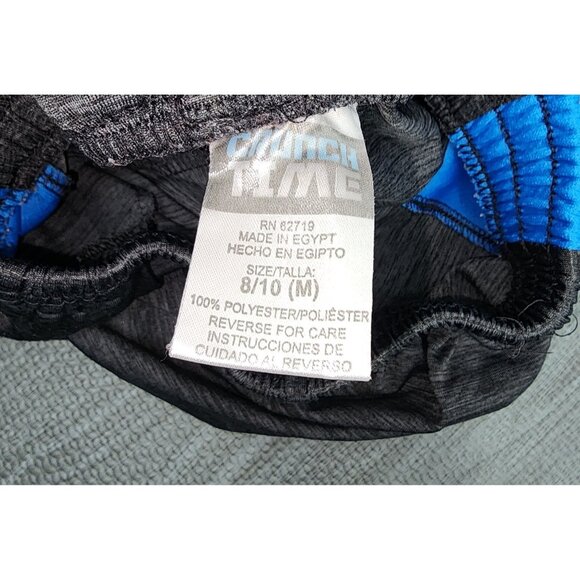 CRUNCH
TIME
RN 62719
MADE IN EGYPT
HECHO EN EGIPTO
SIZE/TALLA:
8/10 (M)
100% POLYESTER/POLIÉSTER
REVERSE FOR CARE
INSTRUCCIONES DE
CUIDADO AL REVERSO